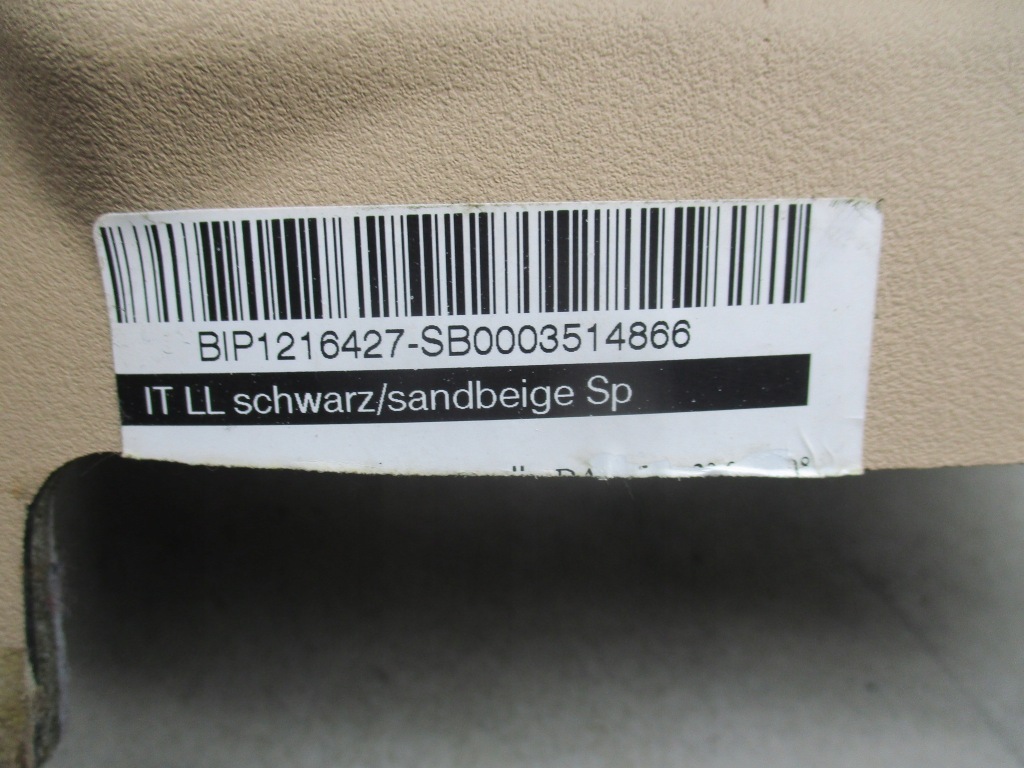 BIP1216427-SB0003514866
IT LL schwarz/sandbeige Sp